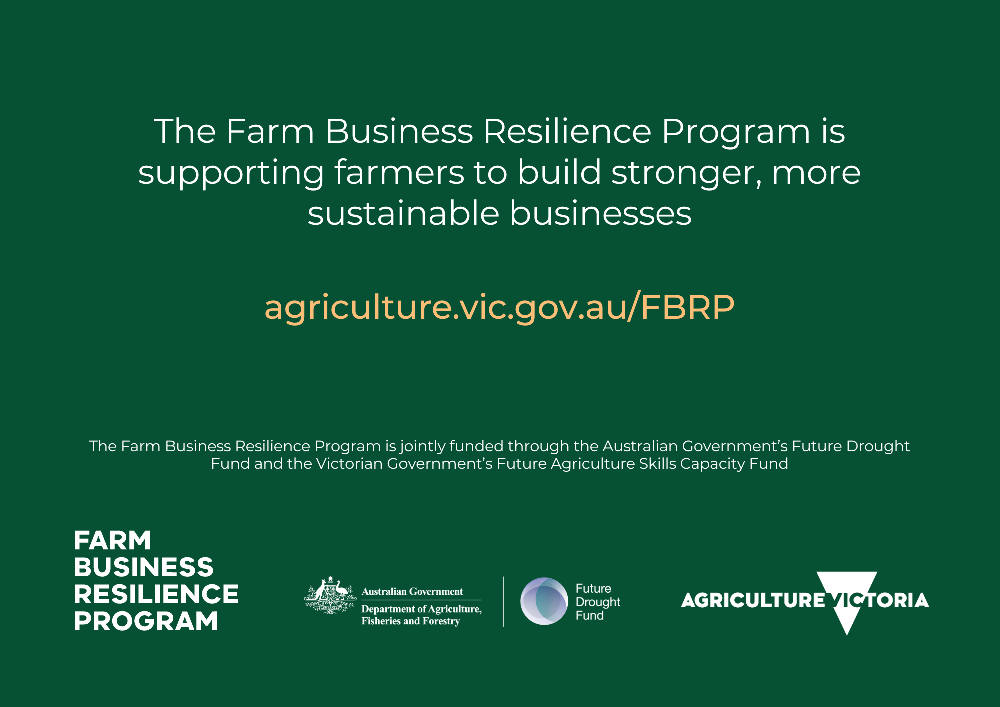 The Farm Business Resilience Program is
supporting farmers to build stronger, more
sustainable businesses
agriculture.vic.gov.au/FBRP
The Farm Business Resilience Program is jointly funded through the Australian Government’s Future Drought
Fund and the Victorian Government’s Future Agriculture Skills Capacity Fund
FARM
BUSINESS
RESILIENCE
PROGRAM
AUSTRALIA
Australian Government
Department of Agriculture,
Fisheries and Forestry
Future
Drought
Fund
AGRICULTURE VICTORIA